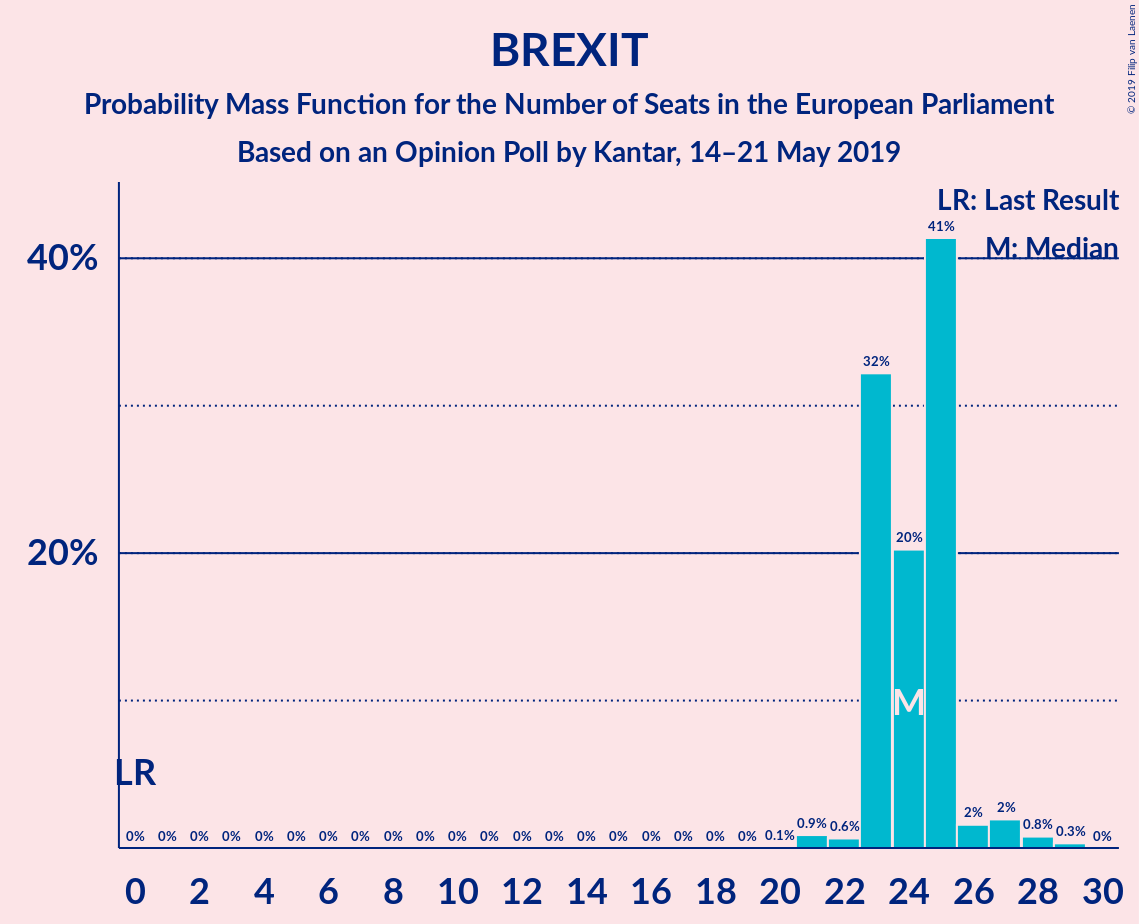 BREXIT
Probability Mass Function for the Number of Seats in the European Parliament
Based on an Opinion Poll by Kantar, 14–21 May 2019
© 2019 Filip van Laenen
LR: Last Result
M: Median
40%
20%
41%
32%
20%
M
LR
0% 0% 0% 0% 0% 0% 0% 0% 0% 0% 0% 0% 0% 0% 0% 0% 0% 0% 0% 0% 0.1% 0.9% 0.6% 2% 2% 0.8% 0.3% 0%
0 2 4 6 8 10 12 14 16 18 20 22 24 26 28 30